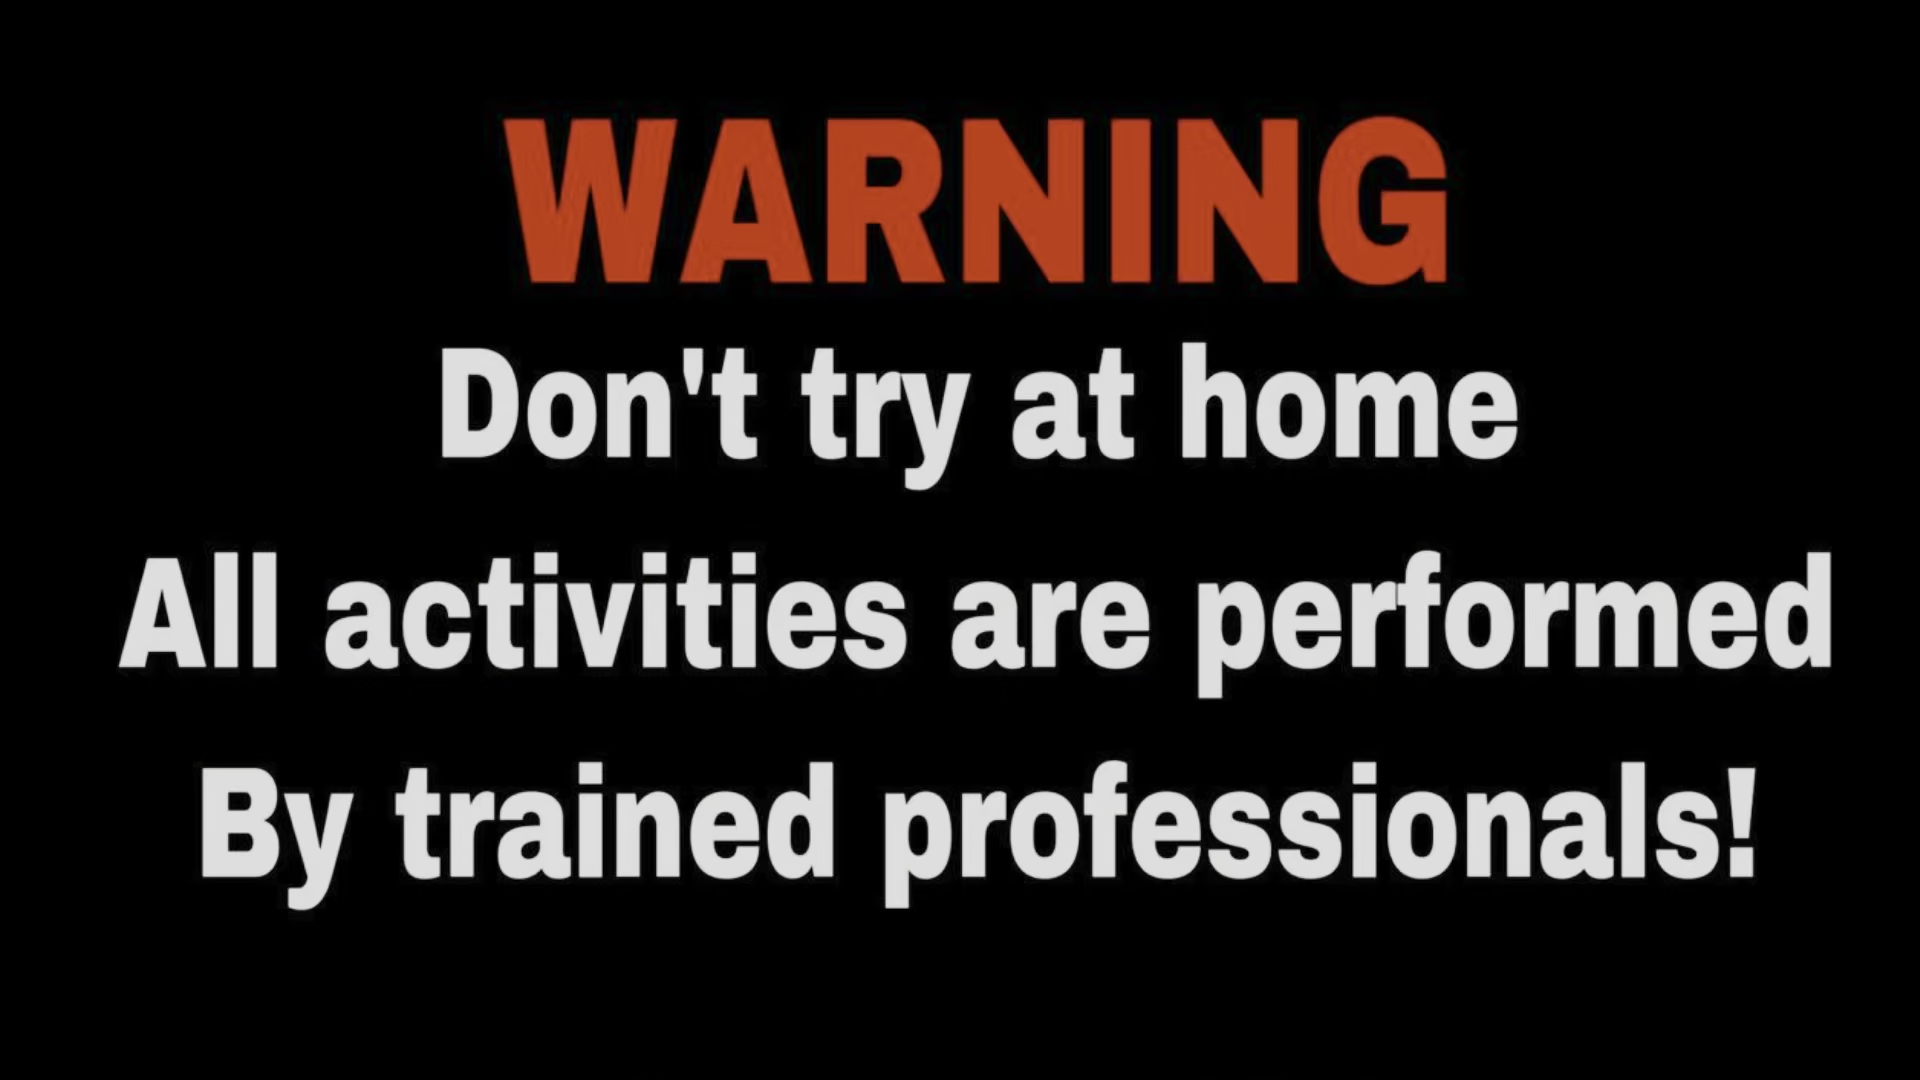 WARNING
Don't try at home
All activities are performed
By trained professionals!